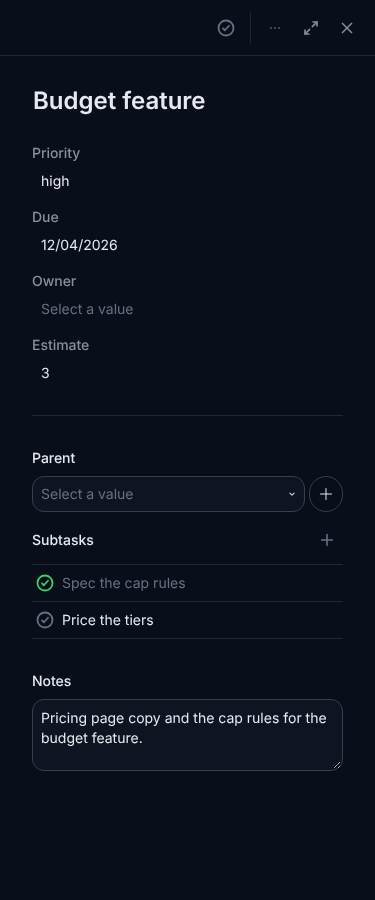 Budget feature
Priority
high
Due
12/04/2026
Owner
Select a value
Estimate
3
Parent
Select a value
Subtasks
Spec the cap rules
Price the tiers
Notes
Pricing page copy and the cap rules for the
budget feature.